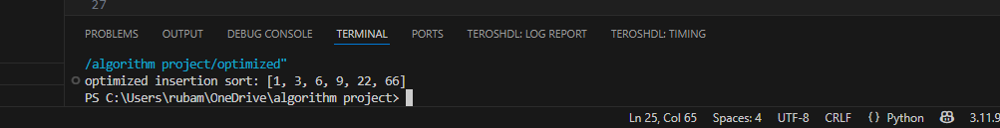 27
PROBLEMS OUTPUT DEBUG CONSOLE TERMINAL PORTS TEROSHDL: LOG REPORT TEROSHDL: TIMING
/algorithm project/optimized"
optimized insertion sort: [1, 3, 6, 9, 22, 66]
PS C:\Users\rubam\OneDrive\algorithm project>
Ln 25, Col 65 Spaces: 4 UTF-8 CRLF {} Python 3.11.9